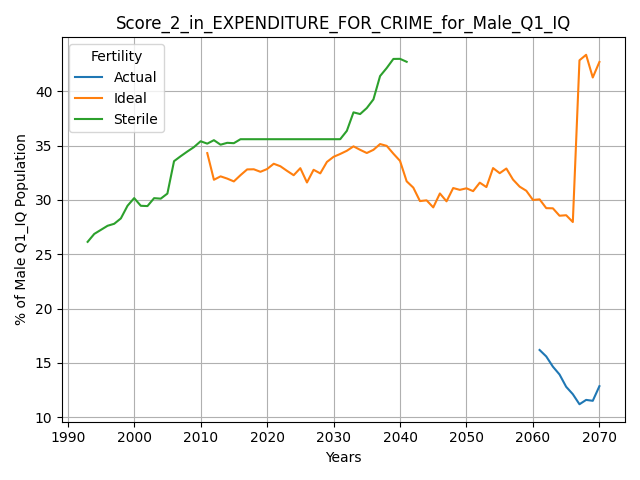 Score_2_in_EXPENDITURE_FOR_CRIME_for_Male_Q1_IQ
Fertility
Actual
Ideal
Sterile
% of Male Q1_IQ Population
40
35
30
25
20
15
10
1990 2000 2010 2020 2030 2040 2050 2060 2070
Years